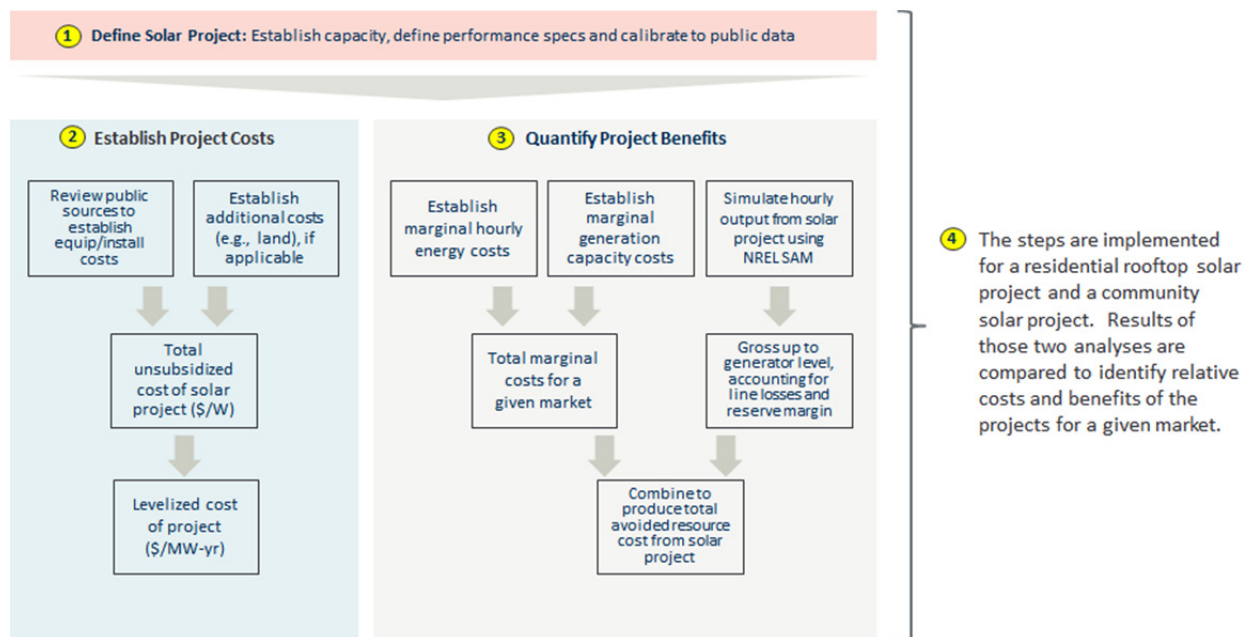 1 Define Solar Project: Establish capacity, define performance specs and calibrate to public data
2 Establish Project Costs
Review public
sources to
establish
equip/install
costs
Establish
additional costs
(e.g., land), if
applicable
Total
unsubsidized
cost of solar
project ($/W)
Levelized cost
of project
($/MW-yr)
3 Quantify Project Benefits
Establish
marginal hourly
energy costs
Establish
marginal
generation
capacity costs
Simulate hourly
output from solar
project using
NREL SAM
Total marginal
costs for a
given market
Gross up to
generator level,
accounting for
line losses and
reserve margin
Combine to
produce total
avoided resource
cost from solar
project
4 The steps are implemented
for a residential rooftop solar
project and a community
solar project. Results of
those two analyses are
compared to identify relative
costs and benefits of the
projects for a given market.